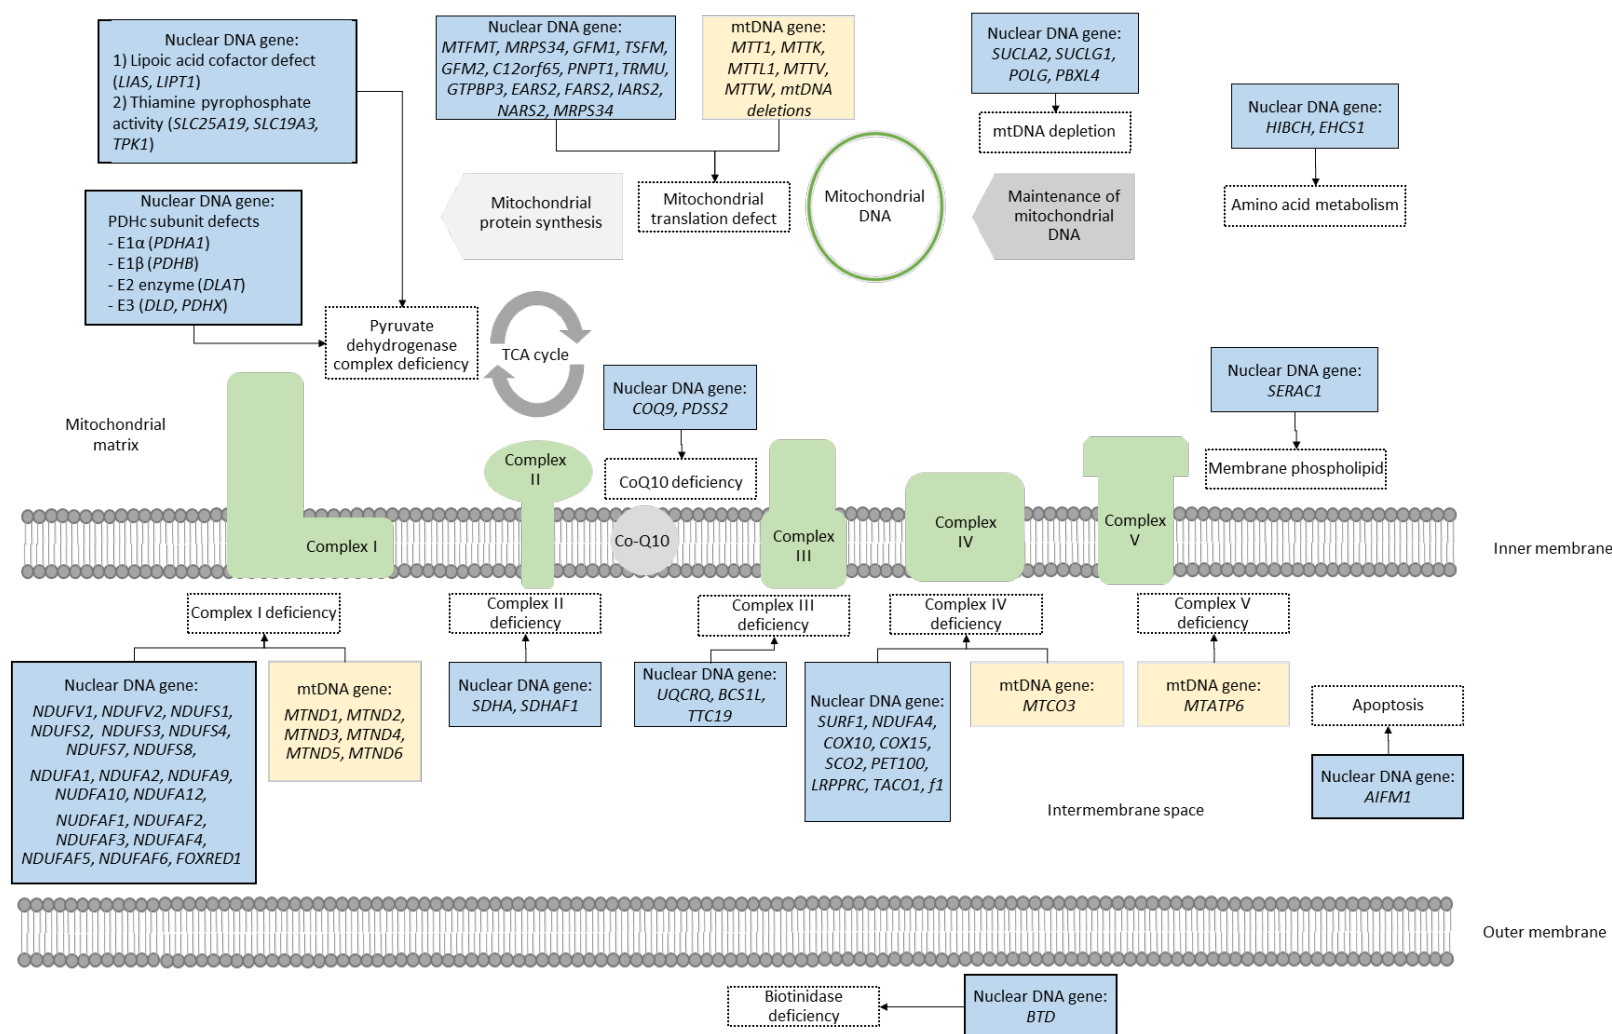 Nuclear DNA gene:
1) Lipoic acid cofactor defect
(LIAS, LIPT1)
2) Thiamine pyrophosphate
activity (SLC25A19, SLC19A3,
TPK1)
Nuclear DNA gene:
MTFMT, MRPS34, GFM1, TSFM,
GFM2, C12orf65, PNPT1, TRMU,
GTPBP3, EARS2, FARS2, IARS2,
NARS2, MRPS34
mtDNA gene:
MTT1, MTTK,
MTTL1, MTTV,
MTTW, mtDNA
deletions
Nuclear DNA gene:
SUCLA2, SUCLG1,
POLG, PBXL4
mtDNA depletion
Nuclear DNA gene:
HIBCH, EHCS1
Amino acid metabolism
Nuclear DNA gene:
PDHc subunit defects
- E1α (PDHA1)
- E1β (PDHB)
- E2 enzyme (DLAT)
- E3 (DLD, PDHX)
Mitochondrial
protein synthesis
Mitochondrial
translation defect
Mitochondrial
DNA
Maintenance of
mitochondrial
DNA
Pyruvate
dehydrogenase
complex deficiency
TCA cycle
Nuclear DNA gene:
COQ9, PDSS2
CoQ10 deficiency
Nuclear DNA gene:
SERAC1
Membrane phospholipid
Mitochondrial
matrix
Complex I
Complex
II
Co-Q10
Complex
III
Complex
IV
Complex
V
Inner membrane
Complex I deficiency
Complex II
deficiency
Complex III
deficiency
Complex IV
deficiency
Complex V
deficiency
Nuclear DNA gene:
NDUFV1, NDUFV2, NDUFS1,
NDUFS2, NDUFS3, NDUFS4,
NDUFS7, NDUFS8,
NDUFA1, NDUFA2, NDUFA9,
NUDFA10, NDUFA12,
NUDFAF1, NDUFAF2,
NDUFAF3, NDUFAF4,
NDUFAF5, NDUFAF6, FOXRED1
mtDNA gene:
MTND1, MTND2,
MTND3, MTND4,
MTND5, MTND6
Nuclear DNA gene:
SDHA, SDHAF1
Nuclear DNA gene:
UQCRQ, BCS1L,
TTC19
Nuclear DNA gene:
SURF1, NDUFA4,
COX10, COX15,
SCO2, PET100,
LRPPRC, TACO1, f1
mtDNA gene:
MTCO3
mtDNA gene:
MTATP6
Apoptosis
Nuclear DNA gene:
AIFM1
Intermembrane space
Outer membrane
Biotinidase
deficiency
Nuclear DNA gene:
BTD